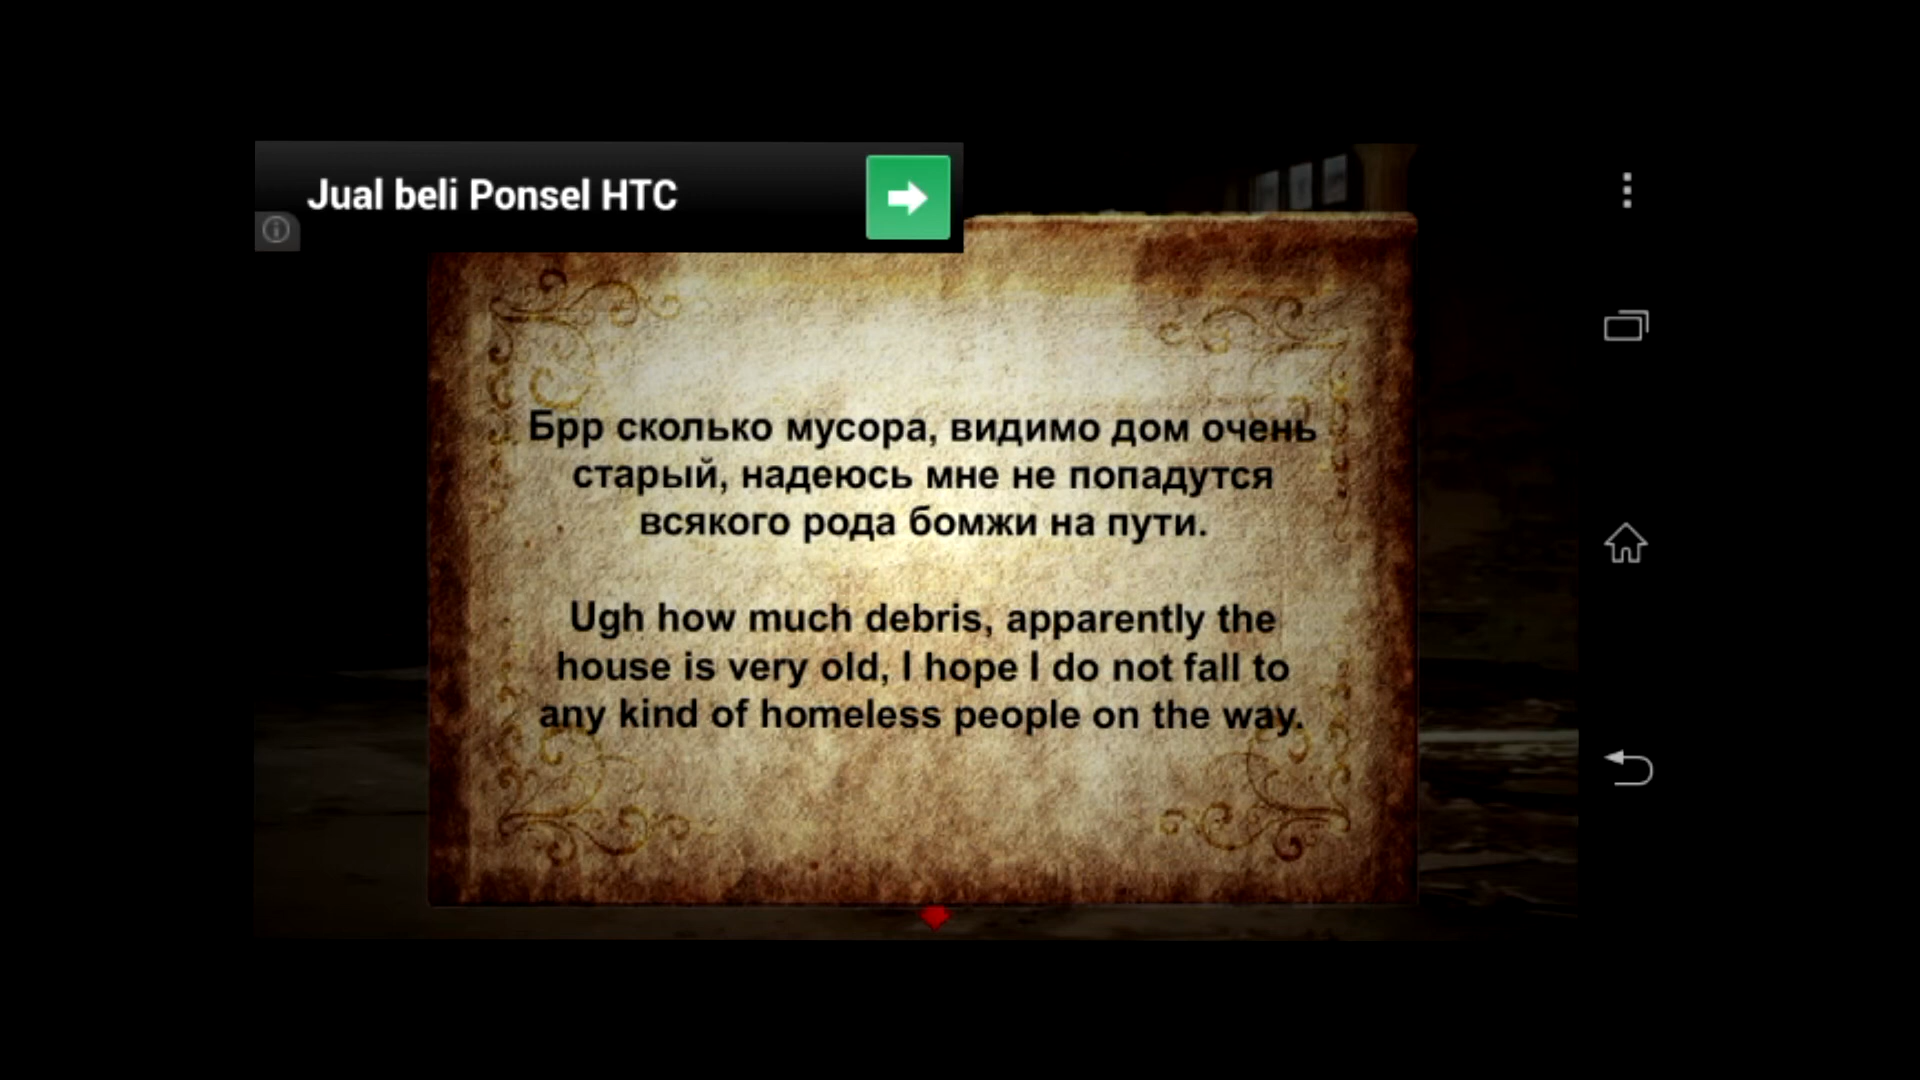 Jual beli Ponsel HTC
Брр сколько мусора, видимо дом очень
старый, надеюсь мне не попадутся
всякого рода бомжи на пути.
Ugh how much debris, apparently the
house is very old, I hope I do not fall to
any kind of homeless people on the way.